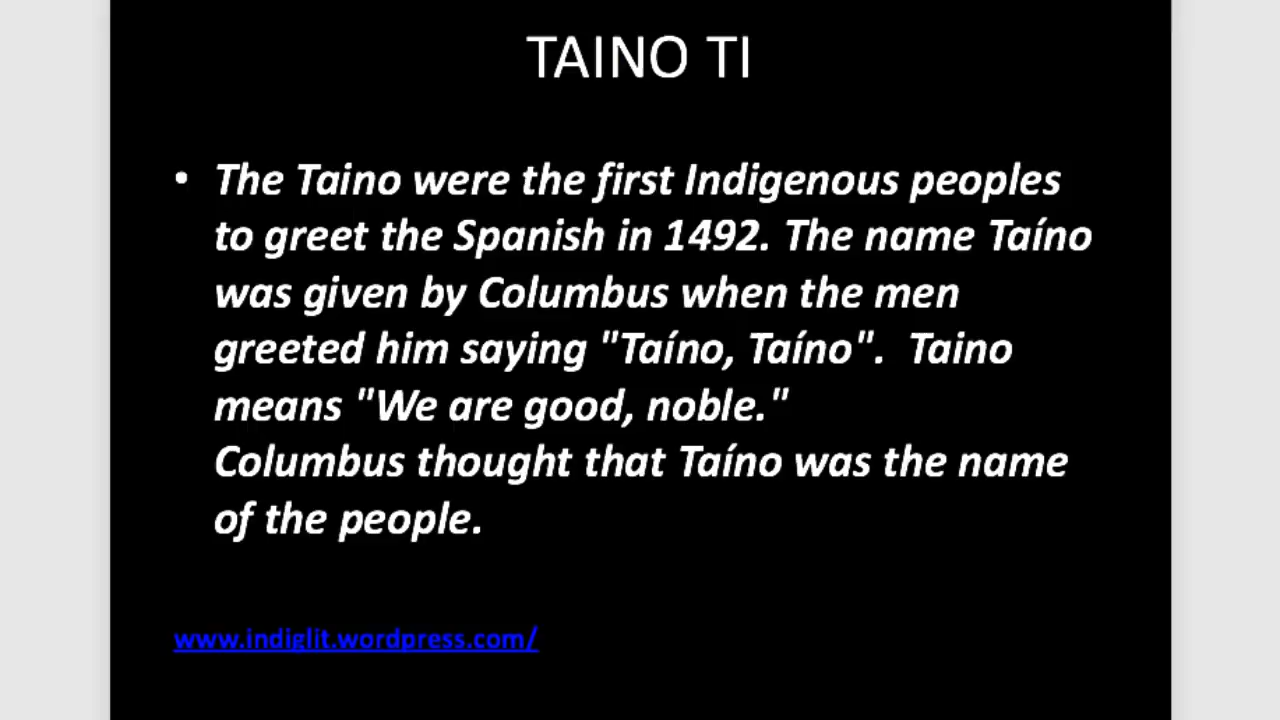 TAINO TI
• The Taino were the first Indigenous peoples
to greet the Spanish in 1492. The name Taíno
was given by Columbus when the men
greeted him saying "Taíno, Taíno".  Taino
means "We are good, noble."
Columbus thought that Taíno was the name
of the people.
www.indiglit.wordpress.com/